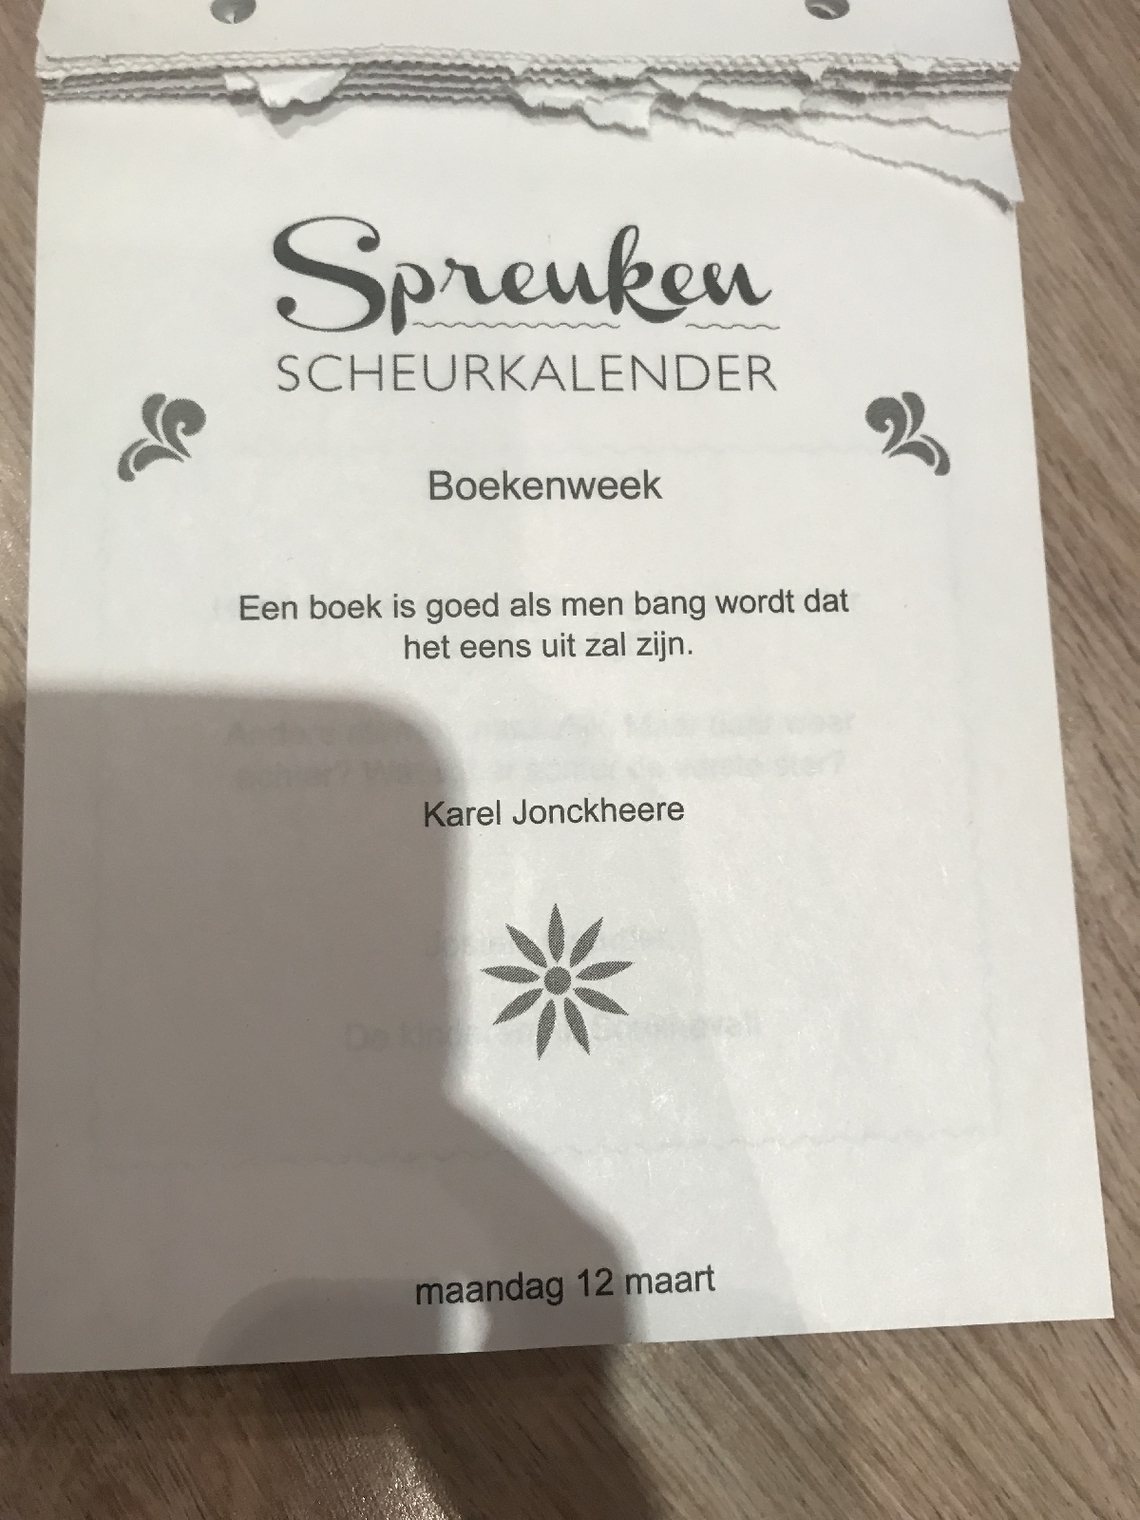 Spreuken
SCHEURKALENDER
Boekenweek
Een boek is goed als men bang wordt dat
het eens uit zal zijn.
Karel Jonckheere
maandag 12 maart